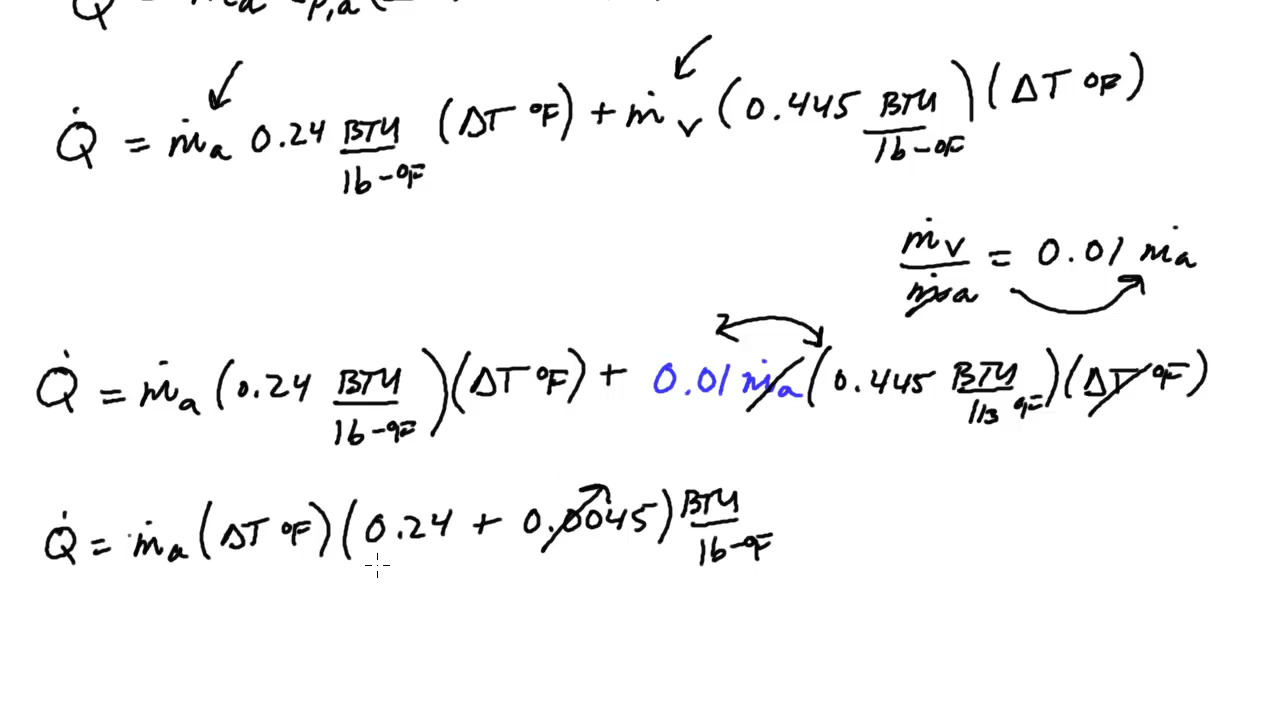 Q̇ = ṁa Cp,a (
Q̇ = ṁa 0.24 BTU/lb-°F (ΔT °F) + ṁv (0.445 BTU/lb-°F) (ΔT °F)
ṁv/ṁa = 0.01 ṁa
Q̇ = ṁa (0.24 BTU/lb-°F) (ΔT °F) + 0.01 ṁa (0.445 BTU/lb °F) (ΔT °F)
Q̇ = ṁa (ΔT °F) (0.24 + 0.0045) BTU/lb-°F